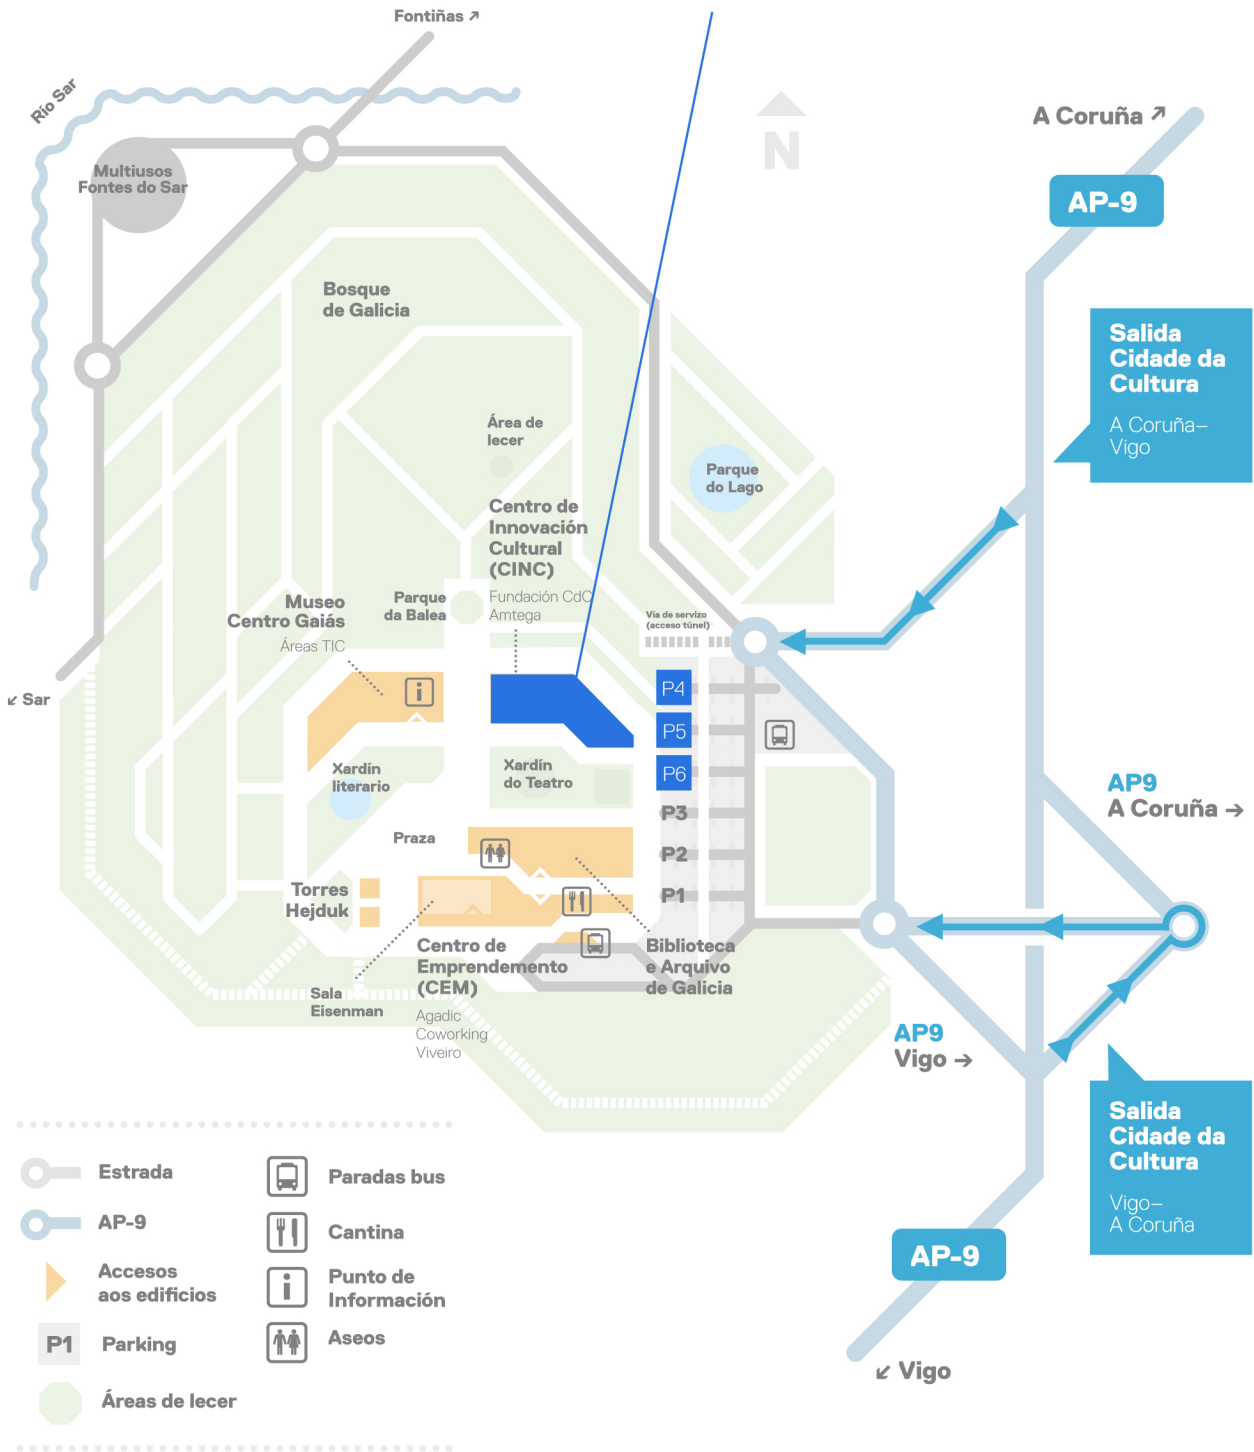 Fontiñas ↗
Río Sar
Multiusos
Fontes do Sar
N
A Coruña ↗
AP-9
Bosque
de Galicia
Salida
Cidade da
Cultura
A Coruña–
Vigo
Área de
lecer
Parque
do Lago
Centro de
Innovación
Cultural
(CINC)
Fundación CdC
Amtega
Parque
da Balea
Museo
Centro Gaiás
Áreas TIC
Vía de servizo
(acceso túnel)
↙ Sar
P4
P5
P6
P3
P2
P1
Xardín
literario
Xardín
do Teatro
AP9
A Coruña →
Praza
Torres
Hejduk
Centro de
Emprendemento
(CEM)
Agadic
Coworking
Viveiro
Biblioteca
e Arquivo
de Galicia
Sala
Eisenman
AP9
Vigo →
Salida
Cidade da
Cultura
Vigo–
A Coruña
AP-9
↙ Vigo
Estrada
AP-9
Accesos
aos edificios
P1 Parking
Áreas de lecer
Paradas bus
Cantina
Punto de
Información
Aseos